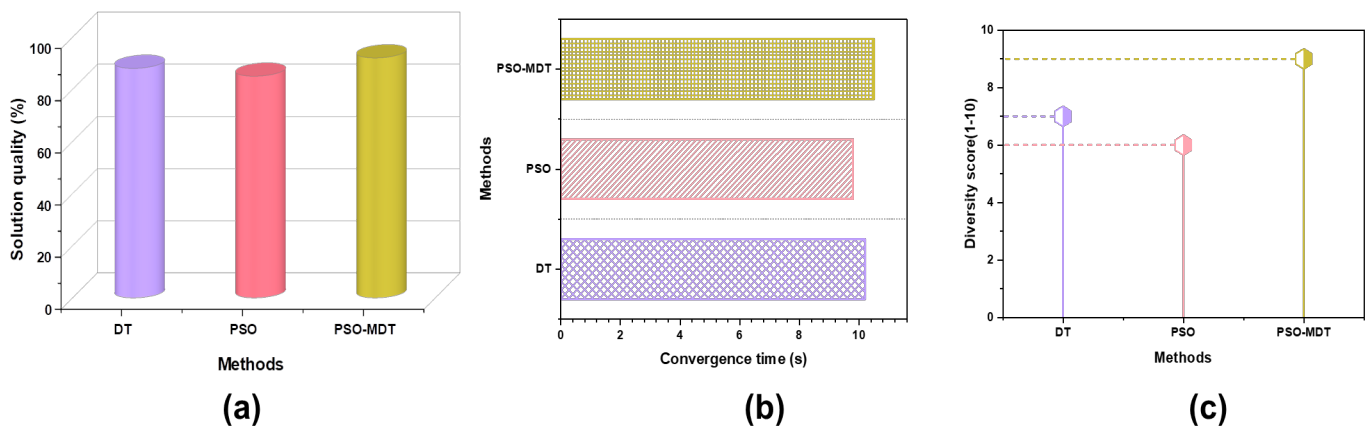 100
80
60
40
20
0
Solution quality (%)
DT
PSO
PSO-MDT
Methods
(a)
PSO-MDT
PSO
DT
Methods
0
2
4
6
8
10
Convergence time (s)
(b)
10
8
6
4
2
0
Diversity score(1-10)
DT
PSO
PSO-MDT
Methods
(c)